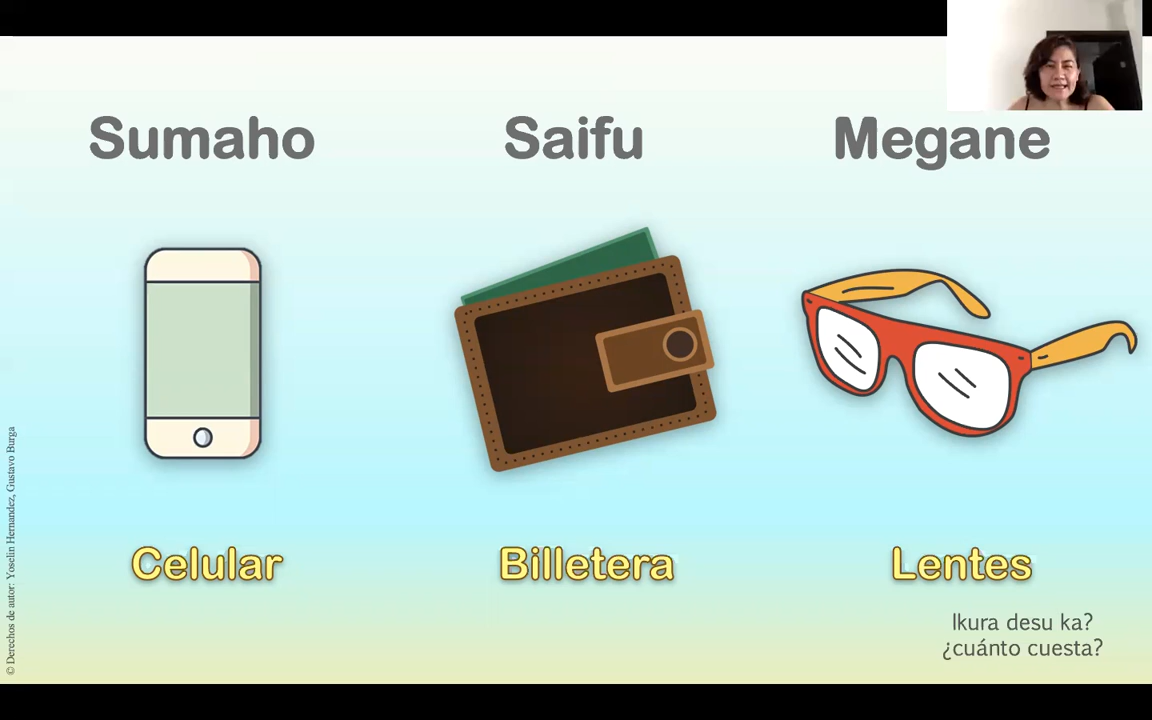 Sumaho
Saifu
Megane
Celular
Billetera
Lentes
Ikura desu ka?
¿cuánto cuesta?
© Derechos de autor: Yoselin Hernandez, Gustavo Burga